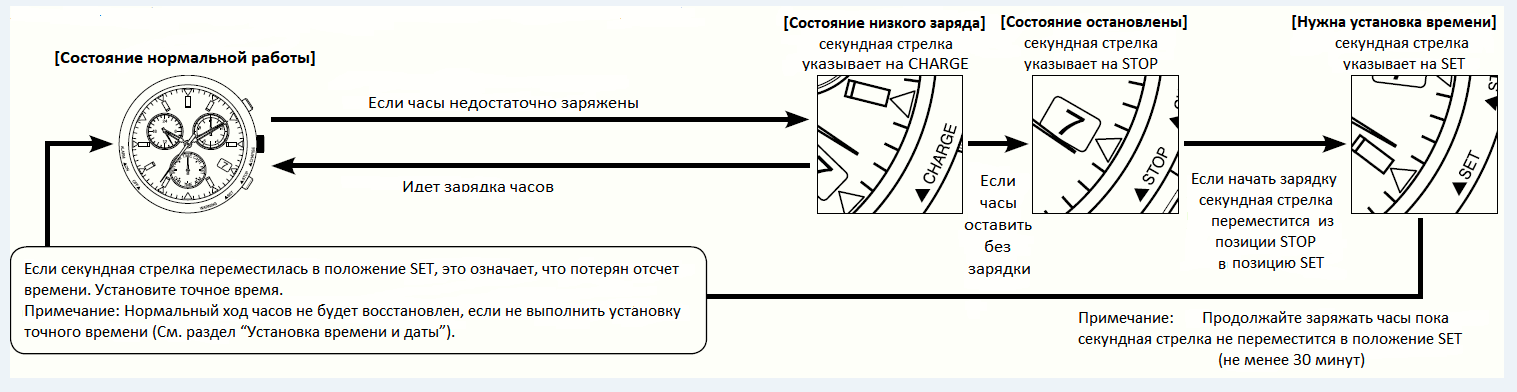 [Состояние нормальной работы]
Если часы недостаточно заряжены
Идет зарядка часов
[Состояние низкого заряда]
секундная стрелка
указывает на CHARGE
7
CHARGE
Если
часы
оставить
без
зарядки
[Состояние остановлены]
секундная стрелка
указывает на STOP
7
STOP
Если начать зарядку
секундная стрелка
переместится из
позиции STOP
в позицию SET
[Нужна установка времени]
секундная стрелка
указывает на SET
7
SET
Если секундная стрелка переместилась в положение SET, это означает, что потерян отсчет
времени. Установите точное время.
Примечание: Нормальный ход часов не будет восстановлен, если не выполнить установку
точного времени (См. раздел “Установка времени и даты”).
Примечание: Продолжайте заряжать часы пока
секундная стрелка не переместится в положение SET
(не менее 30 минут)